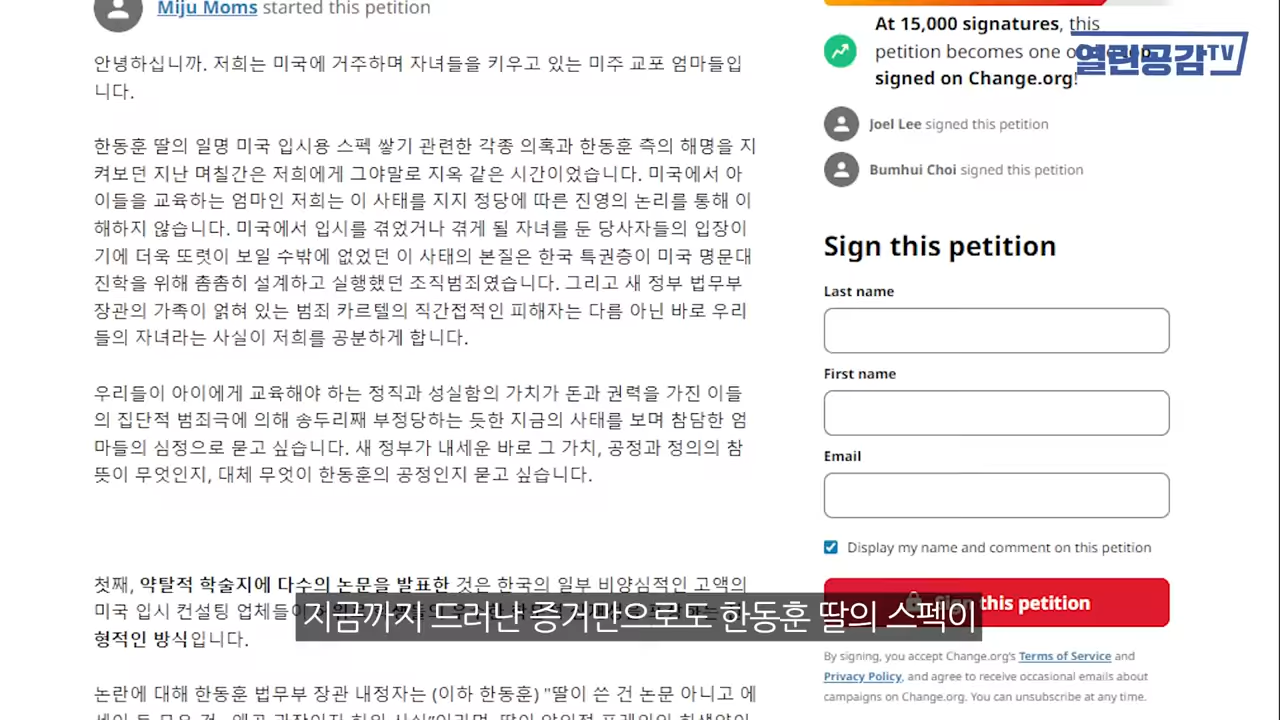 Miju Moms started this petition
안녕하십니까. 저희는 미국에 거주하며 자녀들을 키우고 있는 미주 교포 엄마들입
니다.
한동훈 딸의 일명 미국 입시용 스펙 쌓기 관련한 각종 의혹과 한동훈 측의 해명을 지
켜보던 지난 며칠간은 저희에게 그야말로 지옥 같은 시간이었습니다. 미국에서 아
이들을 교육하는 엄마인 저희는 이 사태를 지지 정당에 따른 진영의 논리를 통해 이
해하지 않습니다. 미국에서 입시를 겪었거나 겪게 될 자녀를 둔 당사자들의 입장이
기에 더욱 또렷이 보일 수밖에 없었던 이 사태의 본질은 한국 특권층이 미국 명문대
진학을 위해 촘촘히 설계하고 실행했던 조직범죄였습니다. 그리고 새 정부 법무부
장관의 가족이 얽혀 있는 범죄 카르텔의 직간접적인 피해자는 다름 아닌 바로 우리
들의 자녀라는 사실이 저희를 공분하게 합니다.
우리들이 아이에게 교육해야 하는 정직과 성실함의 가치가 돈과 권력을 가진 이들
의 집단적 범죄극에 의해 송두리째 부정당하는 듯한 지금의 사태를 보며 참담한 엄
마들의 심정으로 묻고 싶습니다. 새 정부가 내세운 바로 그 가치, 공정과 정의의 참
뜻이 무엇인지, 대체 무엇이 한동훈의 공정인지 묻고 싶습니다.
첫째, 약탈적 학술지에 다수의 논문을 발표한 것은 한국의 일부 비양심적인 고액의
미국 입시 컨설팅 업체들이
형적인 방식입니다.
논란에 대해 한동훈 법무부 장관 내정자는 (이하 한동훈) "딸이 쓴 건 논문 아니고 에
At 15,000 signatures, this
petition becomes one of
signed on Change.org!
열린공감TV
Joel Lee signed this petition
Bumhui Choi signed this petition
Sign this petition
Last name
First name
Email
Display my name and comment on this petition
this petition
By signing, you accept Change.org's Terms of Service and
Privacy Policy, and agree to receive occasional emails about
campaigns on Change.org. You can unsubscribe at any time.
지금까지 드러난 증거만으로도 한동훈 딸의 스펙이